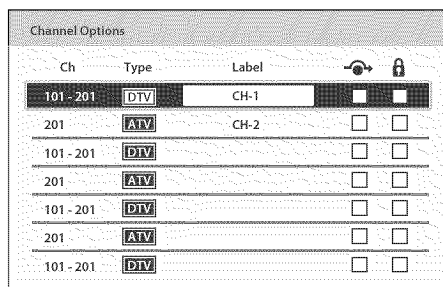 Channel Options
Ch Type Label
101 - 201 DTV CH-1
201 ATV CH-2
101 - 201 DTV
201 ATV
101 - 201 DTV
201 ATV
101 - 201 DTV